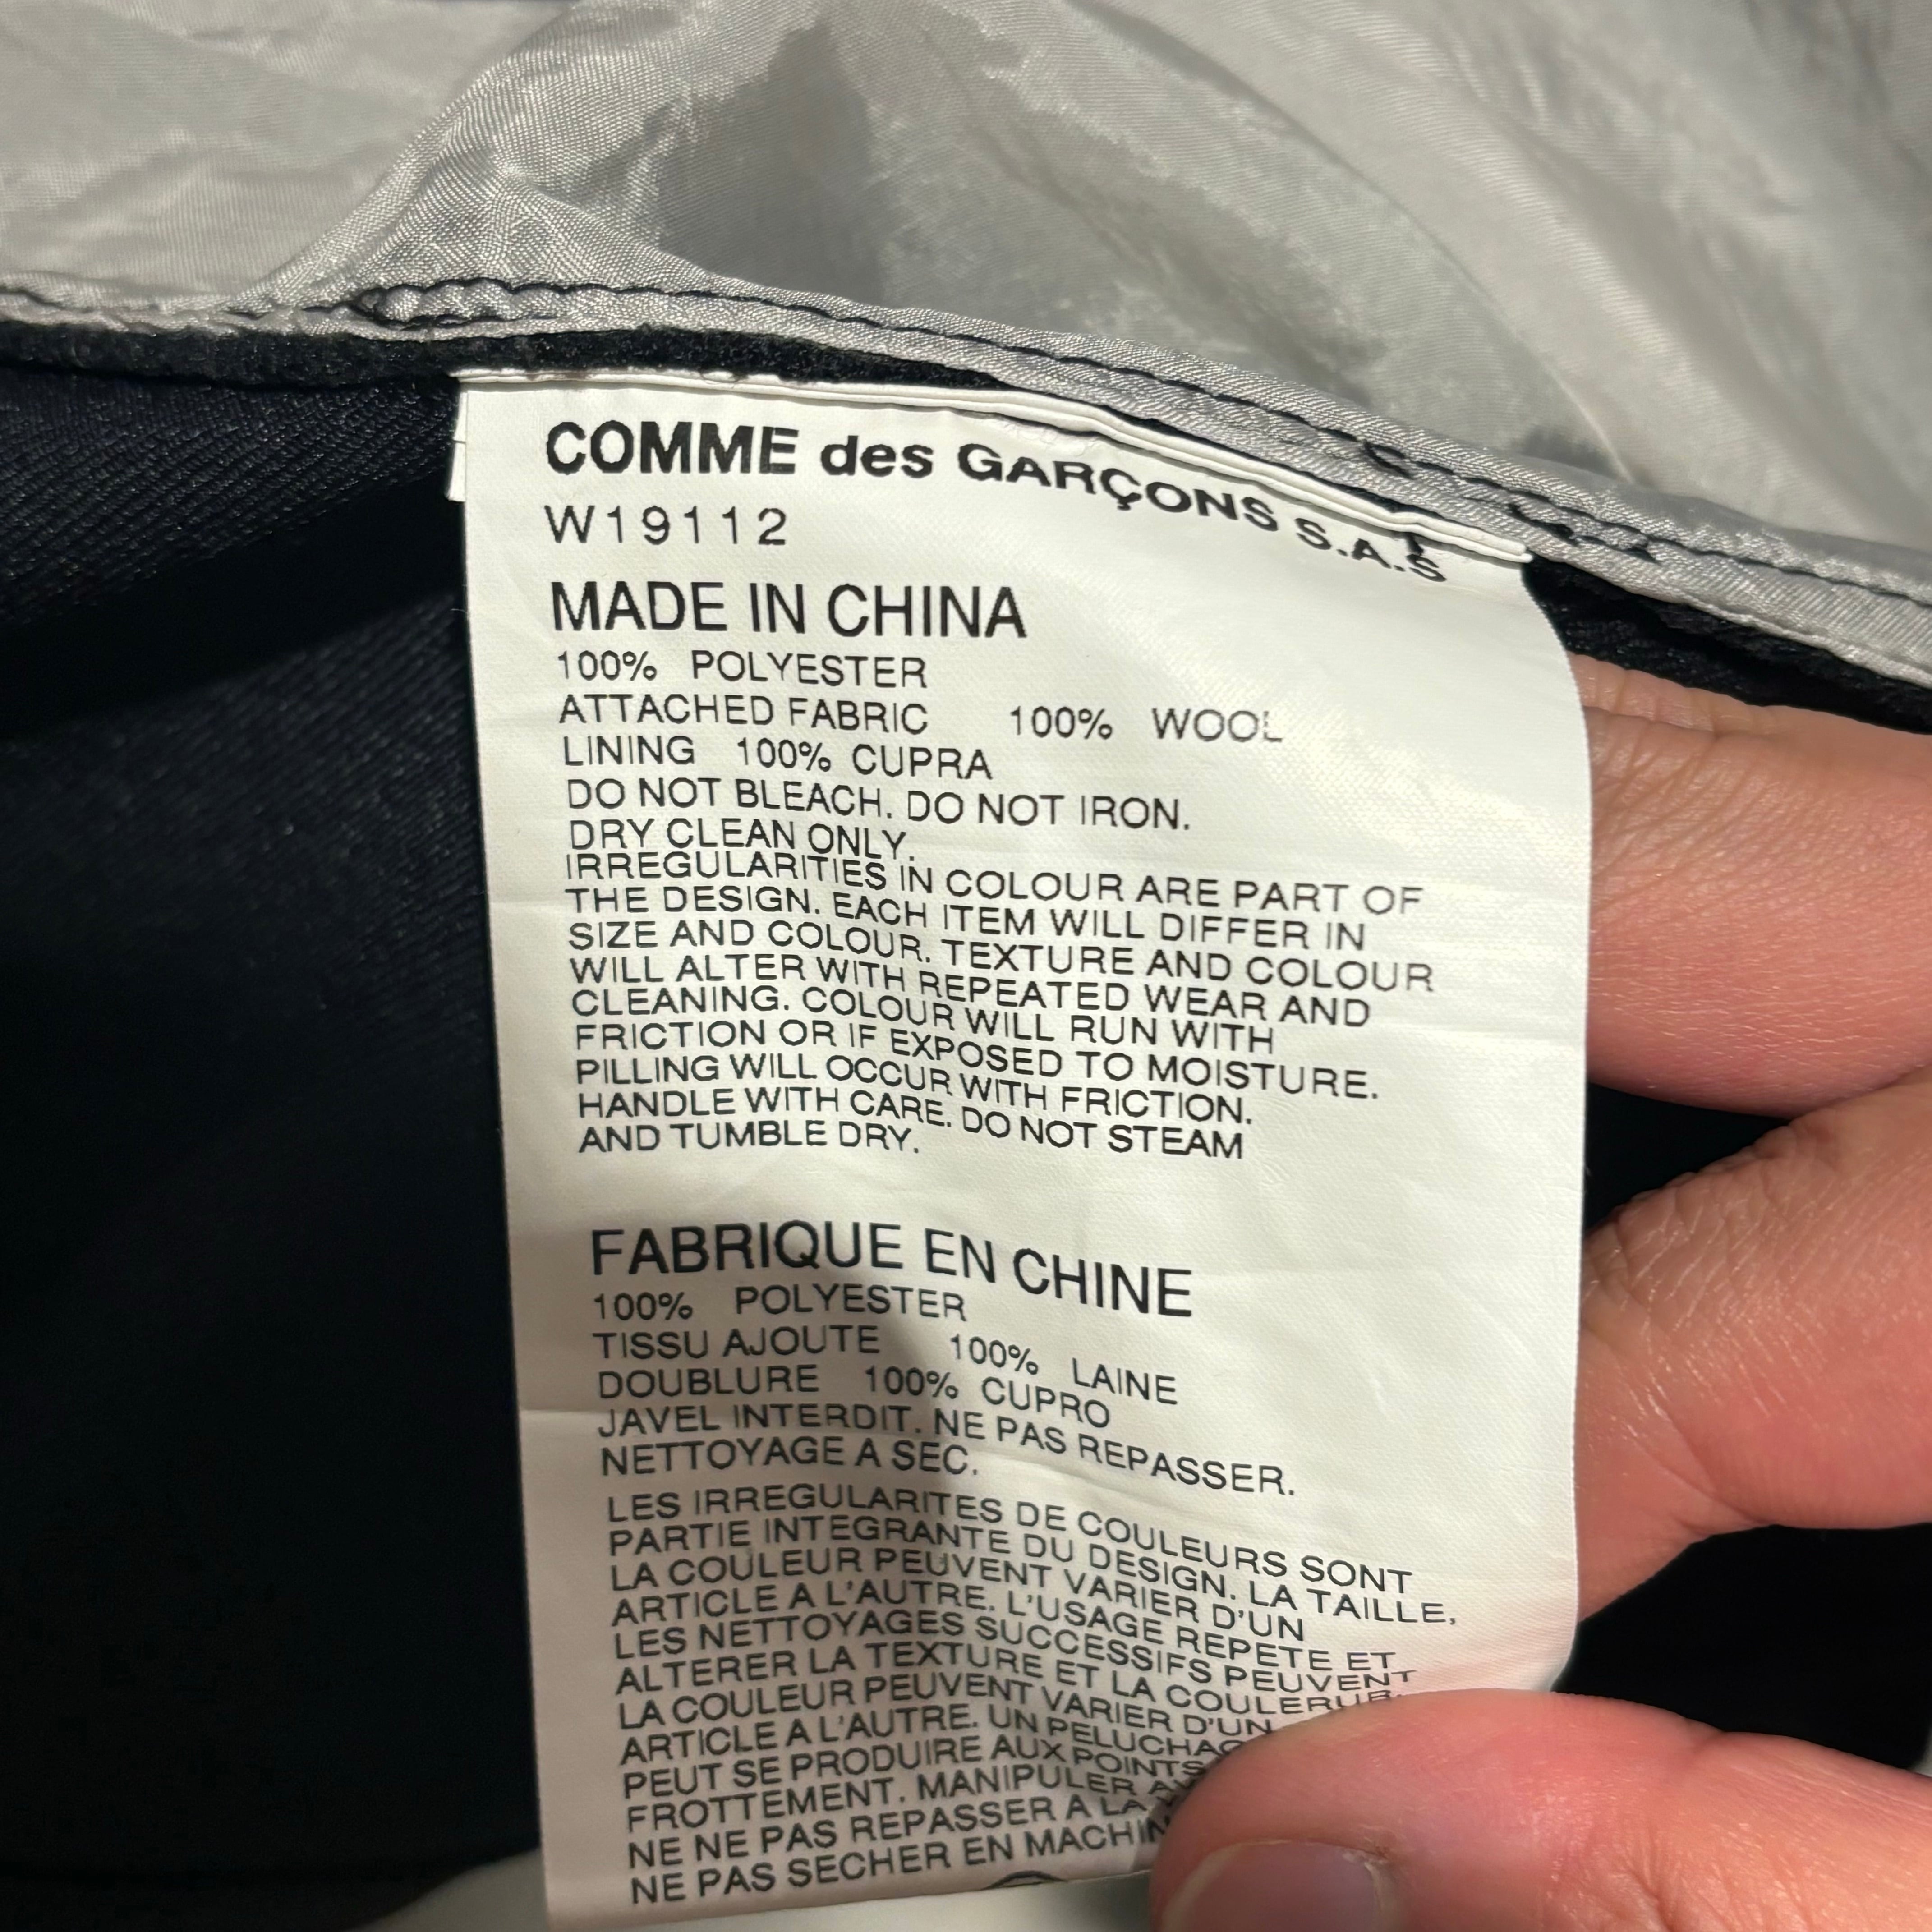 COMME des GARÇONS S.A.S
W19112
MADE IN CHINA
100% POLYESTER
ATTACHED FABRIC 100% WOOL
LINING 100% CUPRA
DO NOT BLEACH. DO NOT IRON.
DRY CLEAN ONLY.
IRREGULARITIES IN COLOUR ARE PART OF
THE DESIGN. EACH ITEM WILL DIFFER IN
SIZE AND COLOUR. TEXTURE AND COLOUR
WILL ALTER WITH REPEATED WEAR AND
CLEANING. COLOUR WILL RUN WITH
FRICTION OR IF EXPOSED TO MOISTURE.
PILLING WILL OCCUR WITH FRICTION.
HANDLE WITH CARE. DO NOT STEAM
AND TUMBLE DRY.
FABRIQUE EN CHINE
100% POLYESTER
TISSU AJOUTE 100% LAINE
DOUBLURE 100% CUPRO
JAVEL INTERDIT. NE PAS REPASSER.
NETTOYAGE A SEC.
LES IRREGULARITES DE COULEURS SONT
PARTIE INTEGRANTE DU DESIGN. LA TAILLE,
LA COULEUR PEUVENT VARIER D'UN
ARTICLE A L'AUTRE. L'USAGE REPETE ET
LES NETTOYAGES SUCCESSIFS PEUVENT
ALTERER LA TEXTURE ET LA
LA COULEUR PEUVENT VARIER D'UN
ARTICLE A L'AUTRE. UN
PEUT SE PRODUIRE AUX POINTS
FROTTEMENT. MANIPULER
NE NE PAS REPASSER A LA
NE PAS SECHER EN